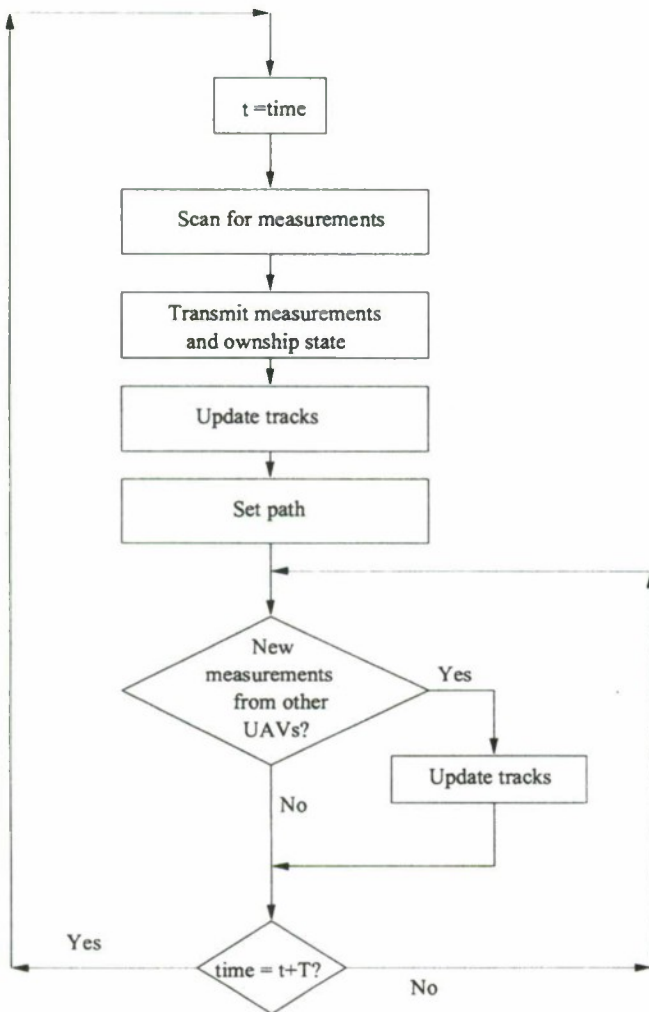 t =time
Scan for measurements
Transmit measurements
and ownship state
Update tracks
Set path
New
measurements
from other
UAVs?
Yes
Update tracks
No
Yes
time = t+T?
No